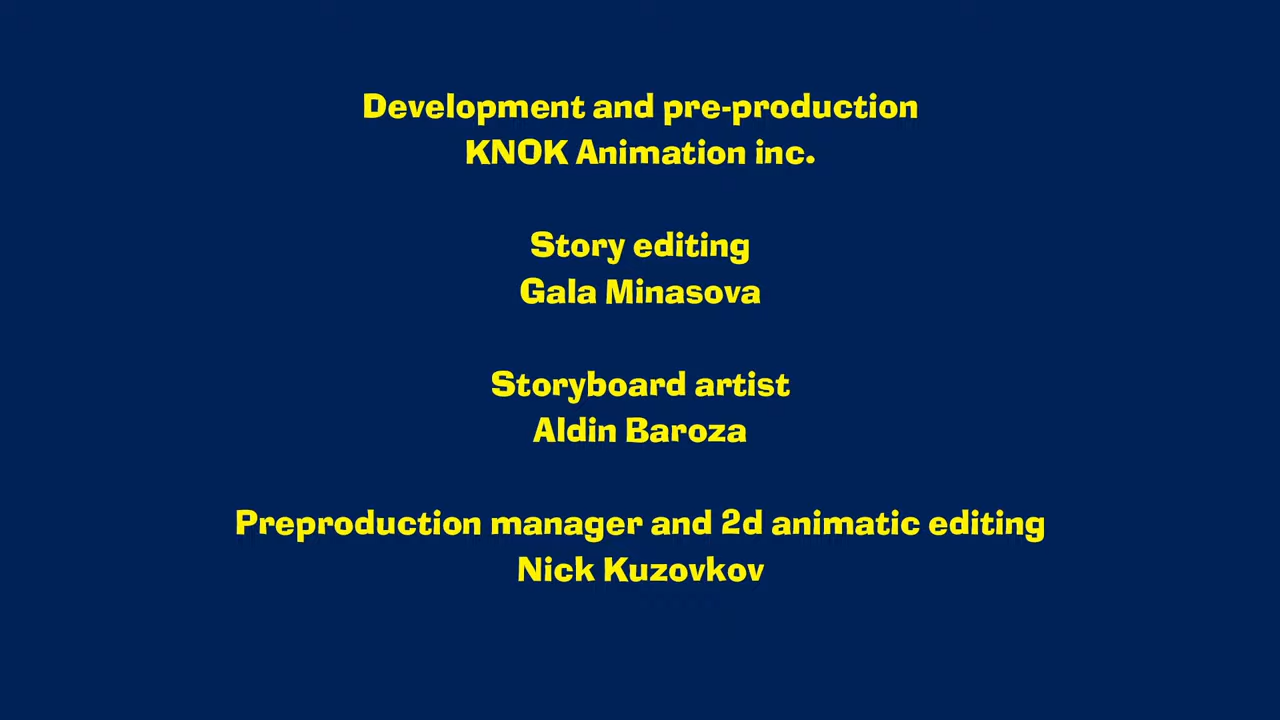 Development and pre-production
KNOK Animation inc.
Story editing
Gala Minasova
Storyboard artist
Aldin Baroza
Preproduction manager and 2d animatic editing
Nick Kuzovkov